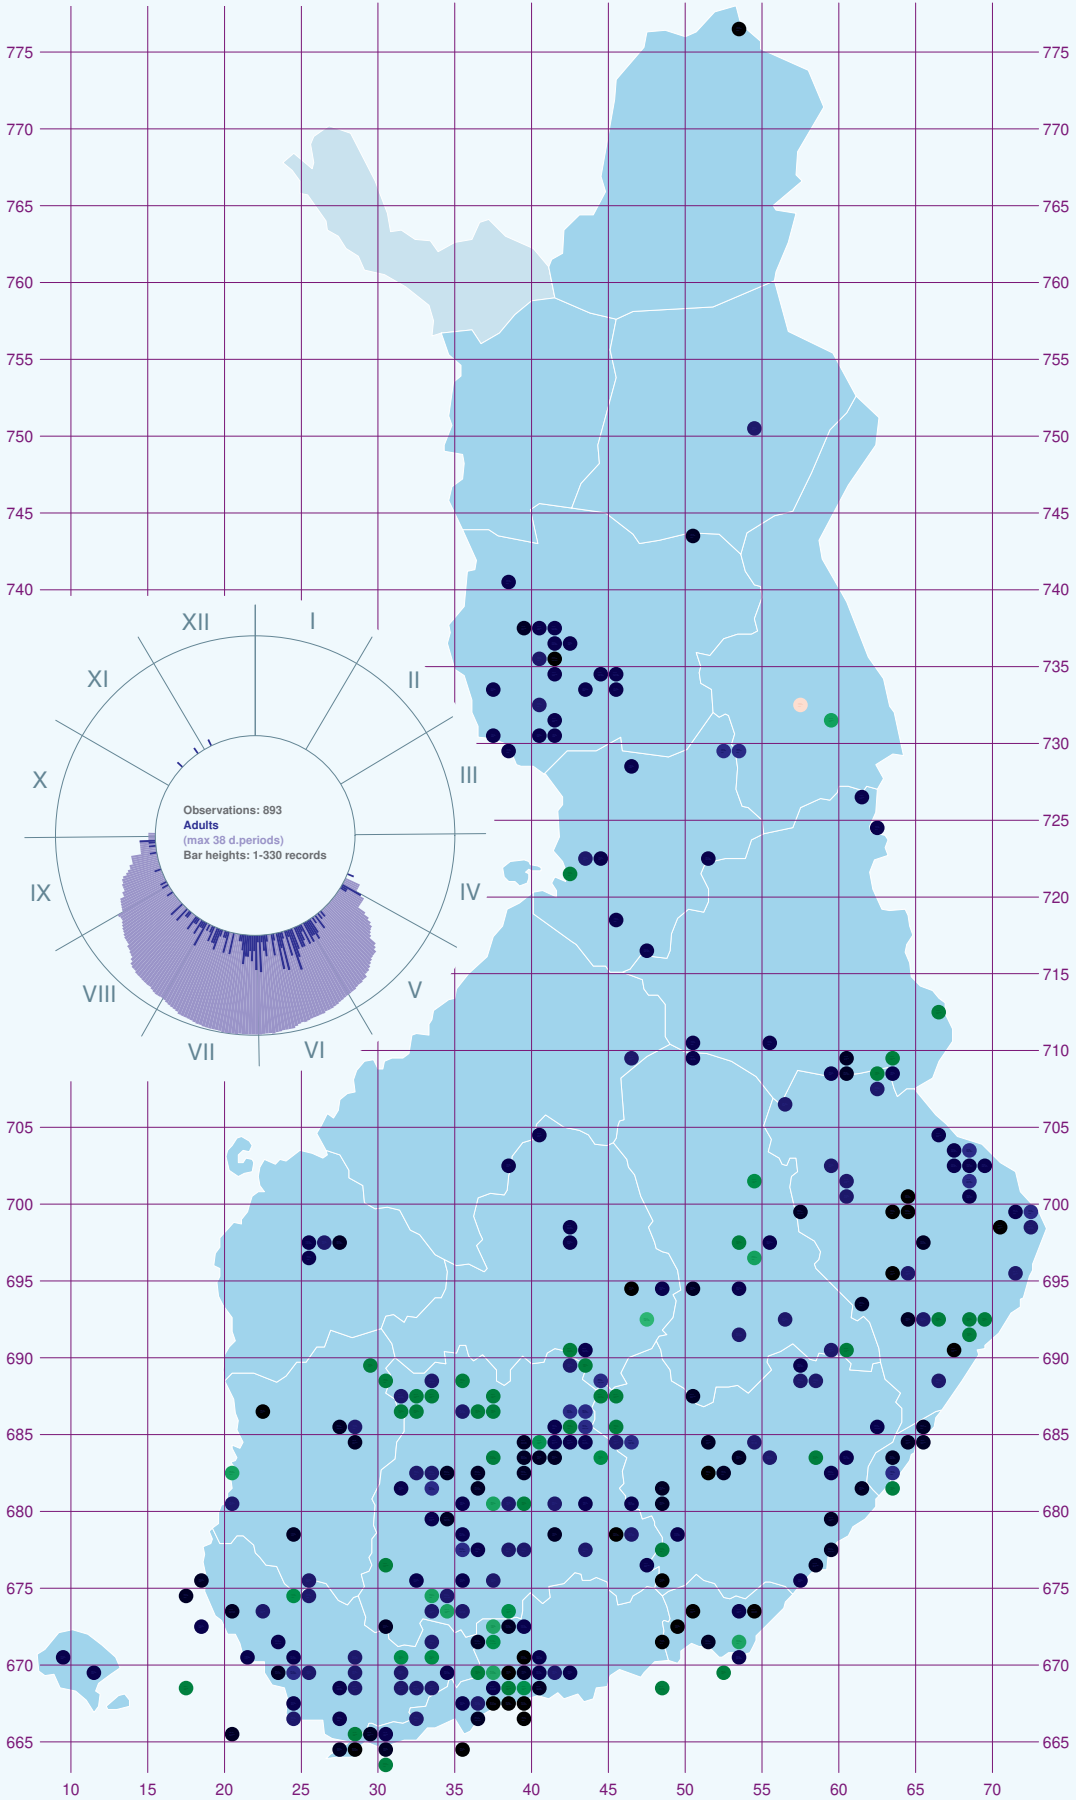 775 775
770 770
765 765
760 760
755 755
750 750
745 745
740 740
XII I
XI II
735
730
X III
Observations: 893
Adults
(max 38 d.periods)
Bar heights: 1-330 records
725
IX IV
720
VIII V
715
VII VI
710
705 705
700 700
695 695
690 690
685 685
680 680
675 675
670 670
665 665
10 15 20 25 30 35 40 45 50 55 60 65 70